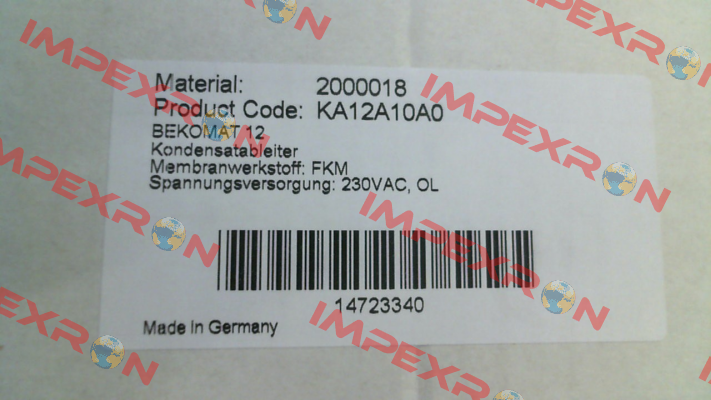 Material: 2000018
Product Code: KA12A10A0
BEKOMAT 12
Kondensatableiter
Membranwerkstoff: FKM
Spannungsversorgung: 230VAC, OL
14723340
Made In Germany
IMPEXRON
IMPEXRON
IMPEXRON
IMPEXRON
IMPEXRON
IMPEXRON